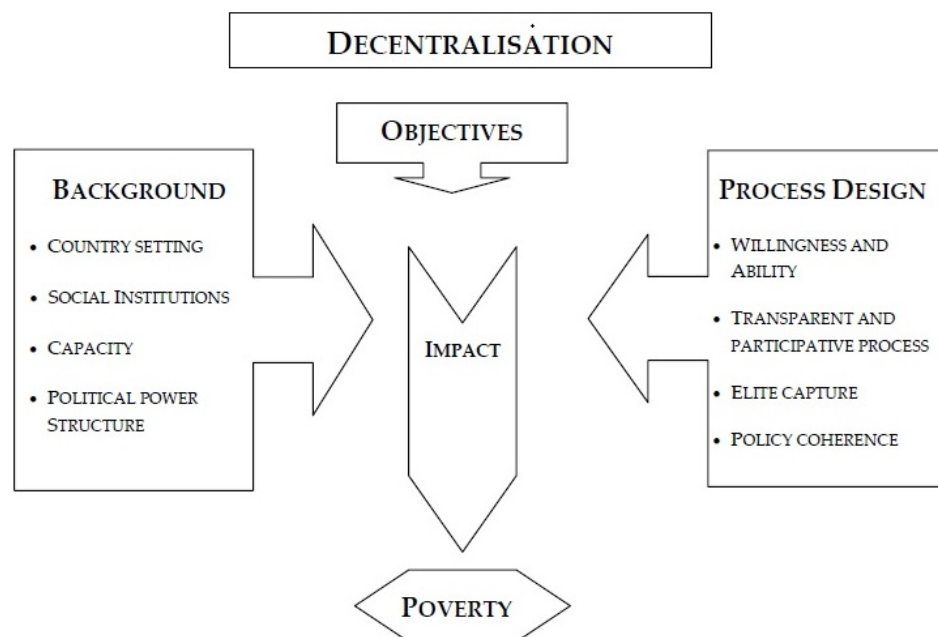 DECENTRALISATION
OBJECTIVES
BACKGROUND
• COUNTRY SETTING
• SOCIAL INSTITUTIONS
• CAPACITY
• POLITICAL POWER
STRUCTURE
IMPACT
PROCESS DESIGN
• WILLINGNESS AND
ABILITY
• TRANSPARENT AND
PARTICIPATIVE PROCESS
• ELITE CAPTURE
• POLICY COHERENCE
POVERTY